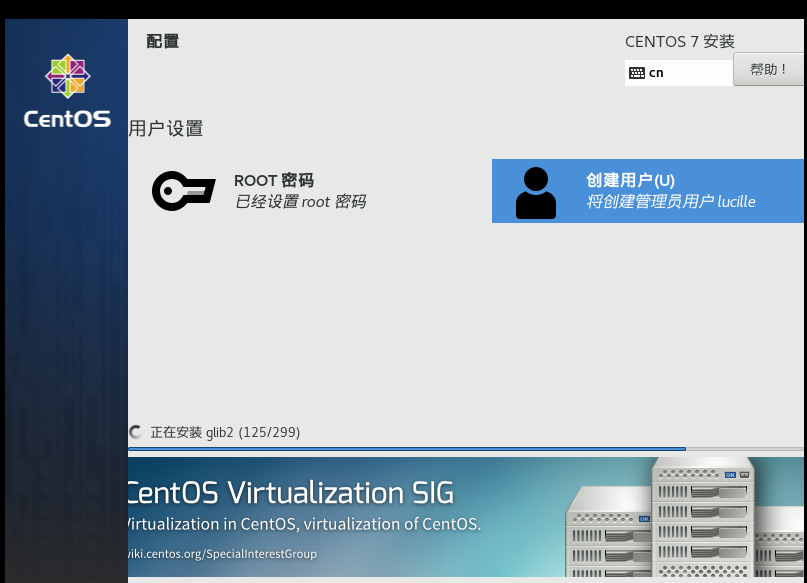 配置
CENTOS 7 安装
cn
帮助！
CentOS
用户设置
ROOT 密码
已经设置 root 密码
创建用户(U)
将创建管理员用户 lucille
正在安装 glib2 (125/299)
CentOS Virtualization SIG
Virtualization in CentOS, virtualization of CentOS.
wiki.centos.org/SpecialInterestGroup